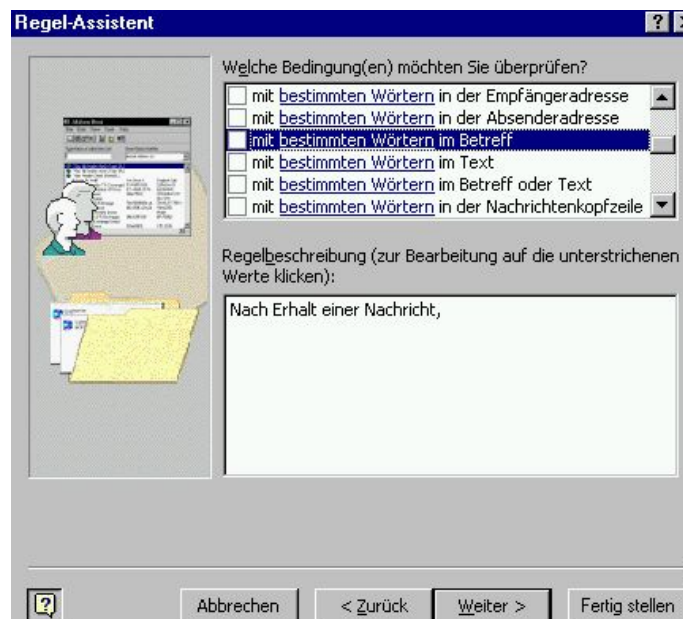 Regel-Assistent
Welche Bedingung(en) möchten Sie überprüfen?
mit bestimmten Wörtern in der Empfängeradresse
mit bestimmten Wörtern in der Absenderadresse
mit bestimmten Wörtern im Betreff
mit bestimmten Wörtern im Text
mit bestimmten Wörtern im Betreff oder Text
mit bestimmten Wörtern in der Nachrichtenkopfzeile
Regelbeschreibung (zur Bearbeitung auf die unterstrichenen
Werte klicken):
Nach Erhalt einer Nachricht,
Abbrechen
< Zurück
Weiter >
Fertig stellen